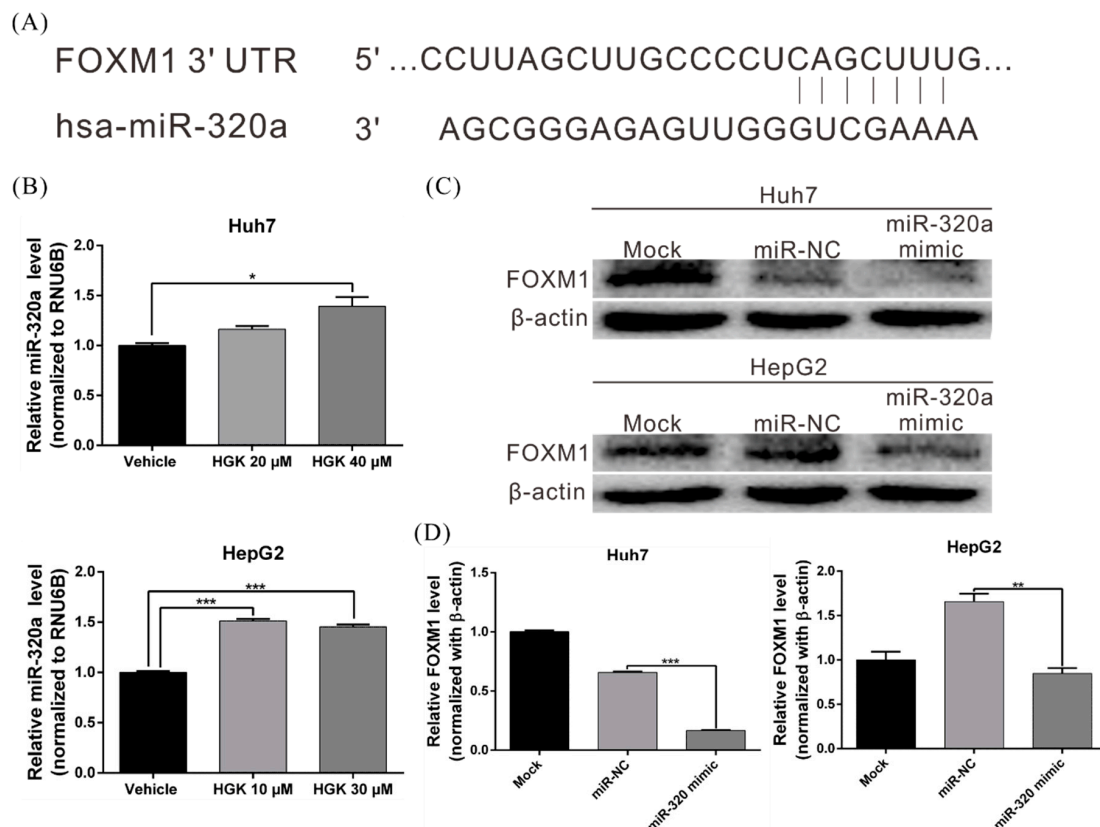 (A)
FOXM1 3' UTR 5' ...CCUUAGCUUGCCCCUCAGCUUUG...
hsa-miR-320a 3' AGCGGGAGAGUUGGGUCGAAAA
(B)
Huh7
Relative miR-320a level
(normalized to RNU6B)
2.0
1.5
1.0
0.5
0.0
*
Vehicle HGK 20 μM HGK 40 μM
HepG2
Relative miR-320a level
(normalized to RNU6B)
2.0
1.5
1.0
0.5
0.0
***
***
Vehicle HGK 10 μM HGK 30 μM
(C)
Huh7
Mock miR-NC miR-320a
mimic
FOXM1
β-actin
HepG2
Mock miR-NC miR-320a
mimic
FOXM1
β-actin
(D)
Huh7
Relative FOXM1 level
(normalized with β-actin)
1.5
1.0
0.5
0.0
***
Mock
miR-NC
miR-320 mimic
HepG2
Relative FOXM1 level
(normalized with β-actin)
2.0
1.5
1.0
0.5
0.0
**
Mock
miR-NC
miR-320 mimic